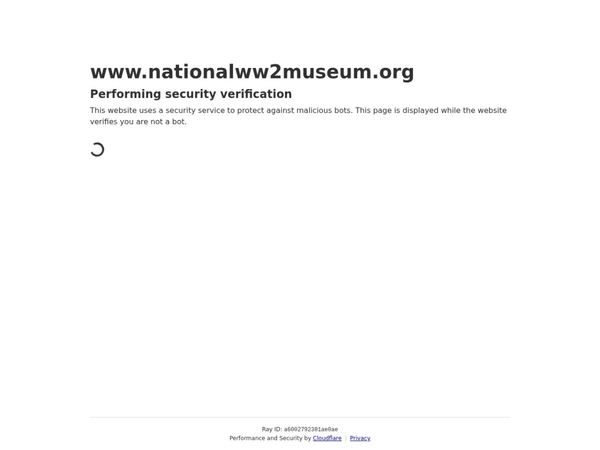 www.nationalww2museum.org
Performing security verification
This website uses a security service to protect against malicious bots. This page is displayed while the website
verifies you are not a bot.
Ray ID: a6002792381ae0ae
Performance and Security by Cloudflare | Privacy